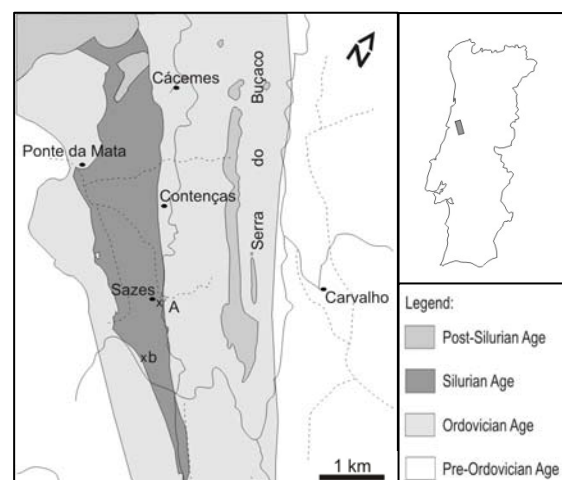 N
Cácemes
Buçaco
Ponte da Mata
do
Contenças
Serra
Sazes
x A
Carvalho
xb
1 km
Legend:
Post-Silurian Age
Silurian Age
Ordovician Age
Pre-Ordovician Age